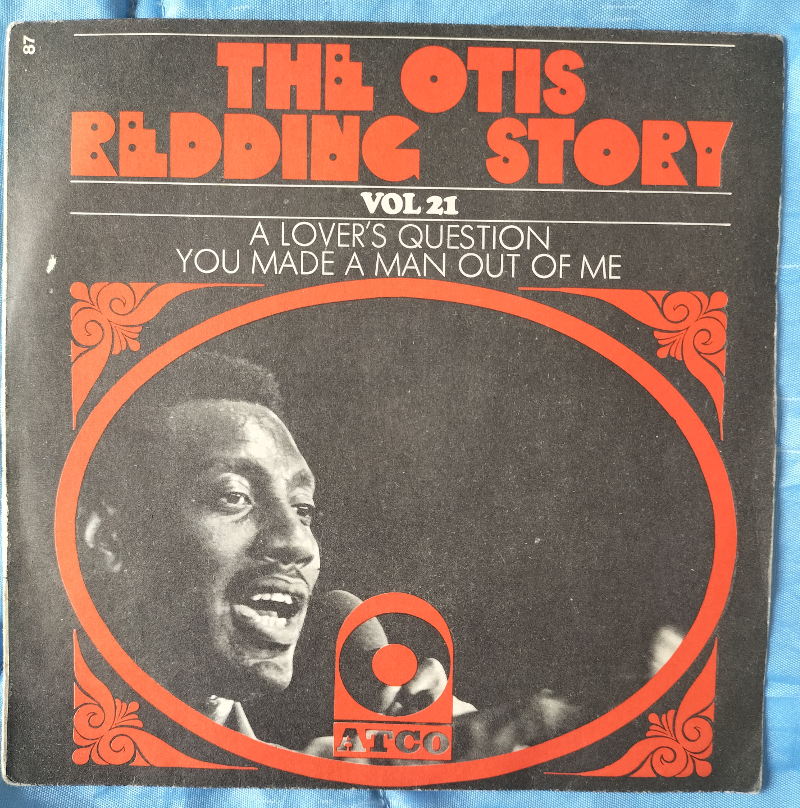 87
THE OTIS
REDDING STORY
VOL 21
A LOVER'S QUESTION
YOU MADE A MAN OUT OF ME
ATCO